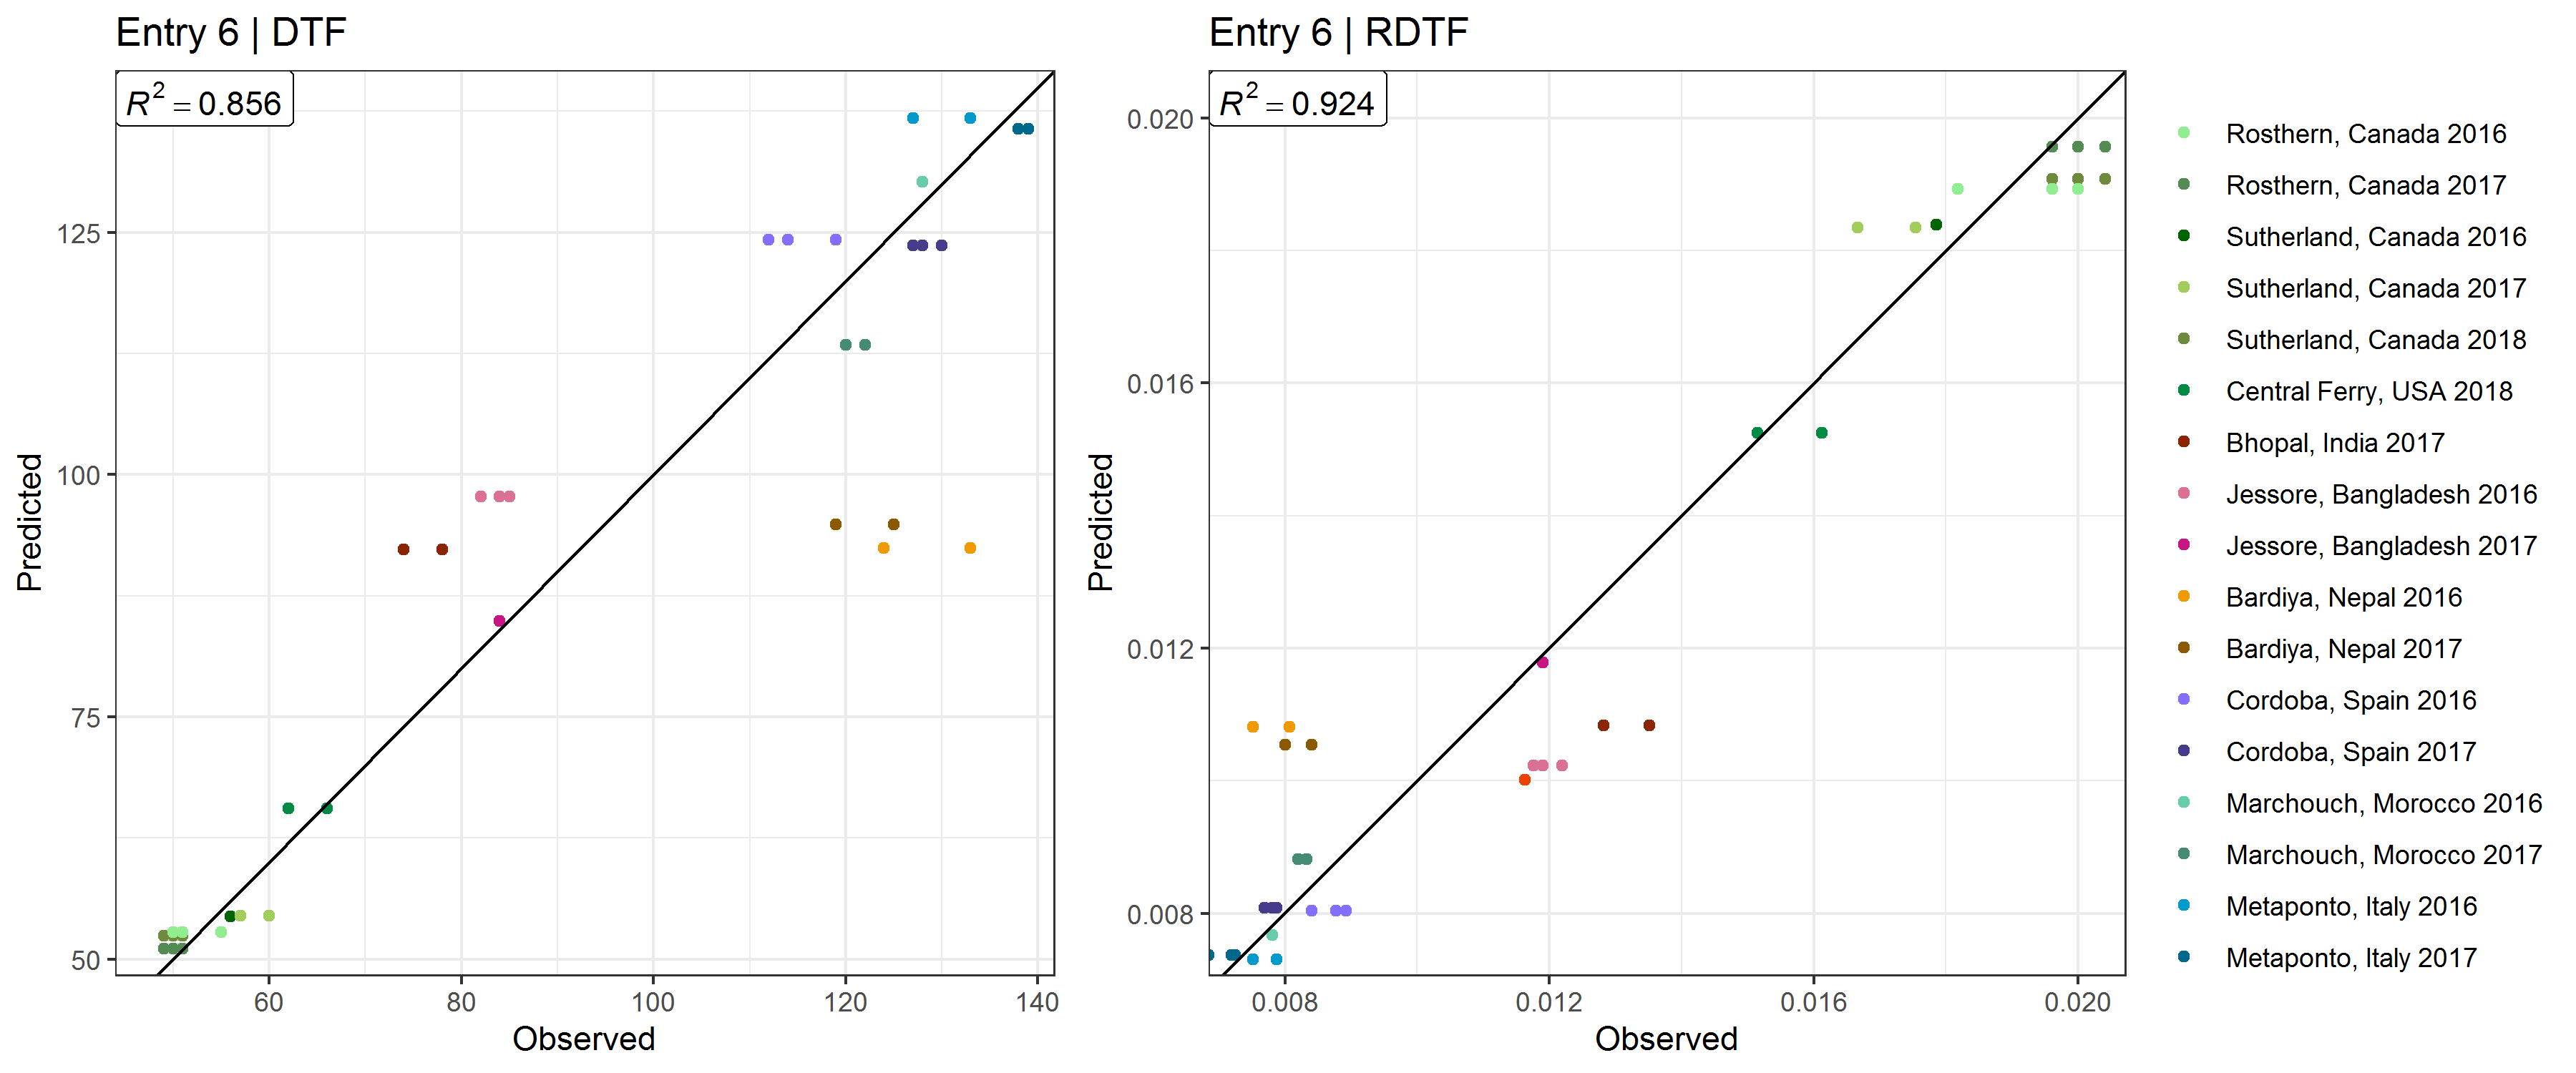 Entry 6 | DTF
R² = 0.856
125
100
75
50
Predicted
60 80 100 120 140
Observed
Entry 6 | RDTF
R² = 0.924
0.020
0.016
0.012
0.008
Predicted
0.008 0.012 0.016 0.020
Observed
Rosthern, Canada 2016
Rosthern, Canada 2017
Sutherland, Canada 2016
Sutherland, Canada 2017
Sutherland, Canada 2018
Central Ferry, USA 2018
Bhopal, India 2017
Jessore, Bangladesh 2016
Jessore, Bangladesh 2017
Bardiya, Nepal 2016
Bardiya, Nepal 2017
Cordoba, Spain 2016
Cordoba, Spain 2017
Marchouch, Morocco 2016
Marchouch, Morocco 2017
Metaponto, Italy 2016
Metaponto, Italy 2017